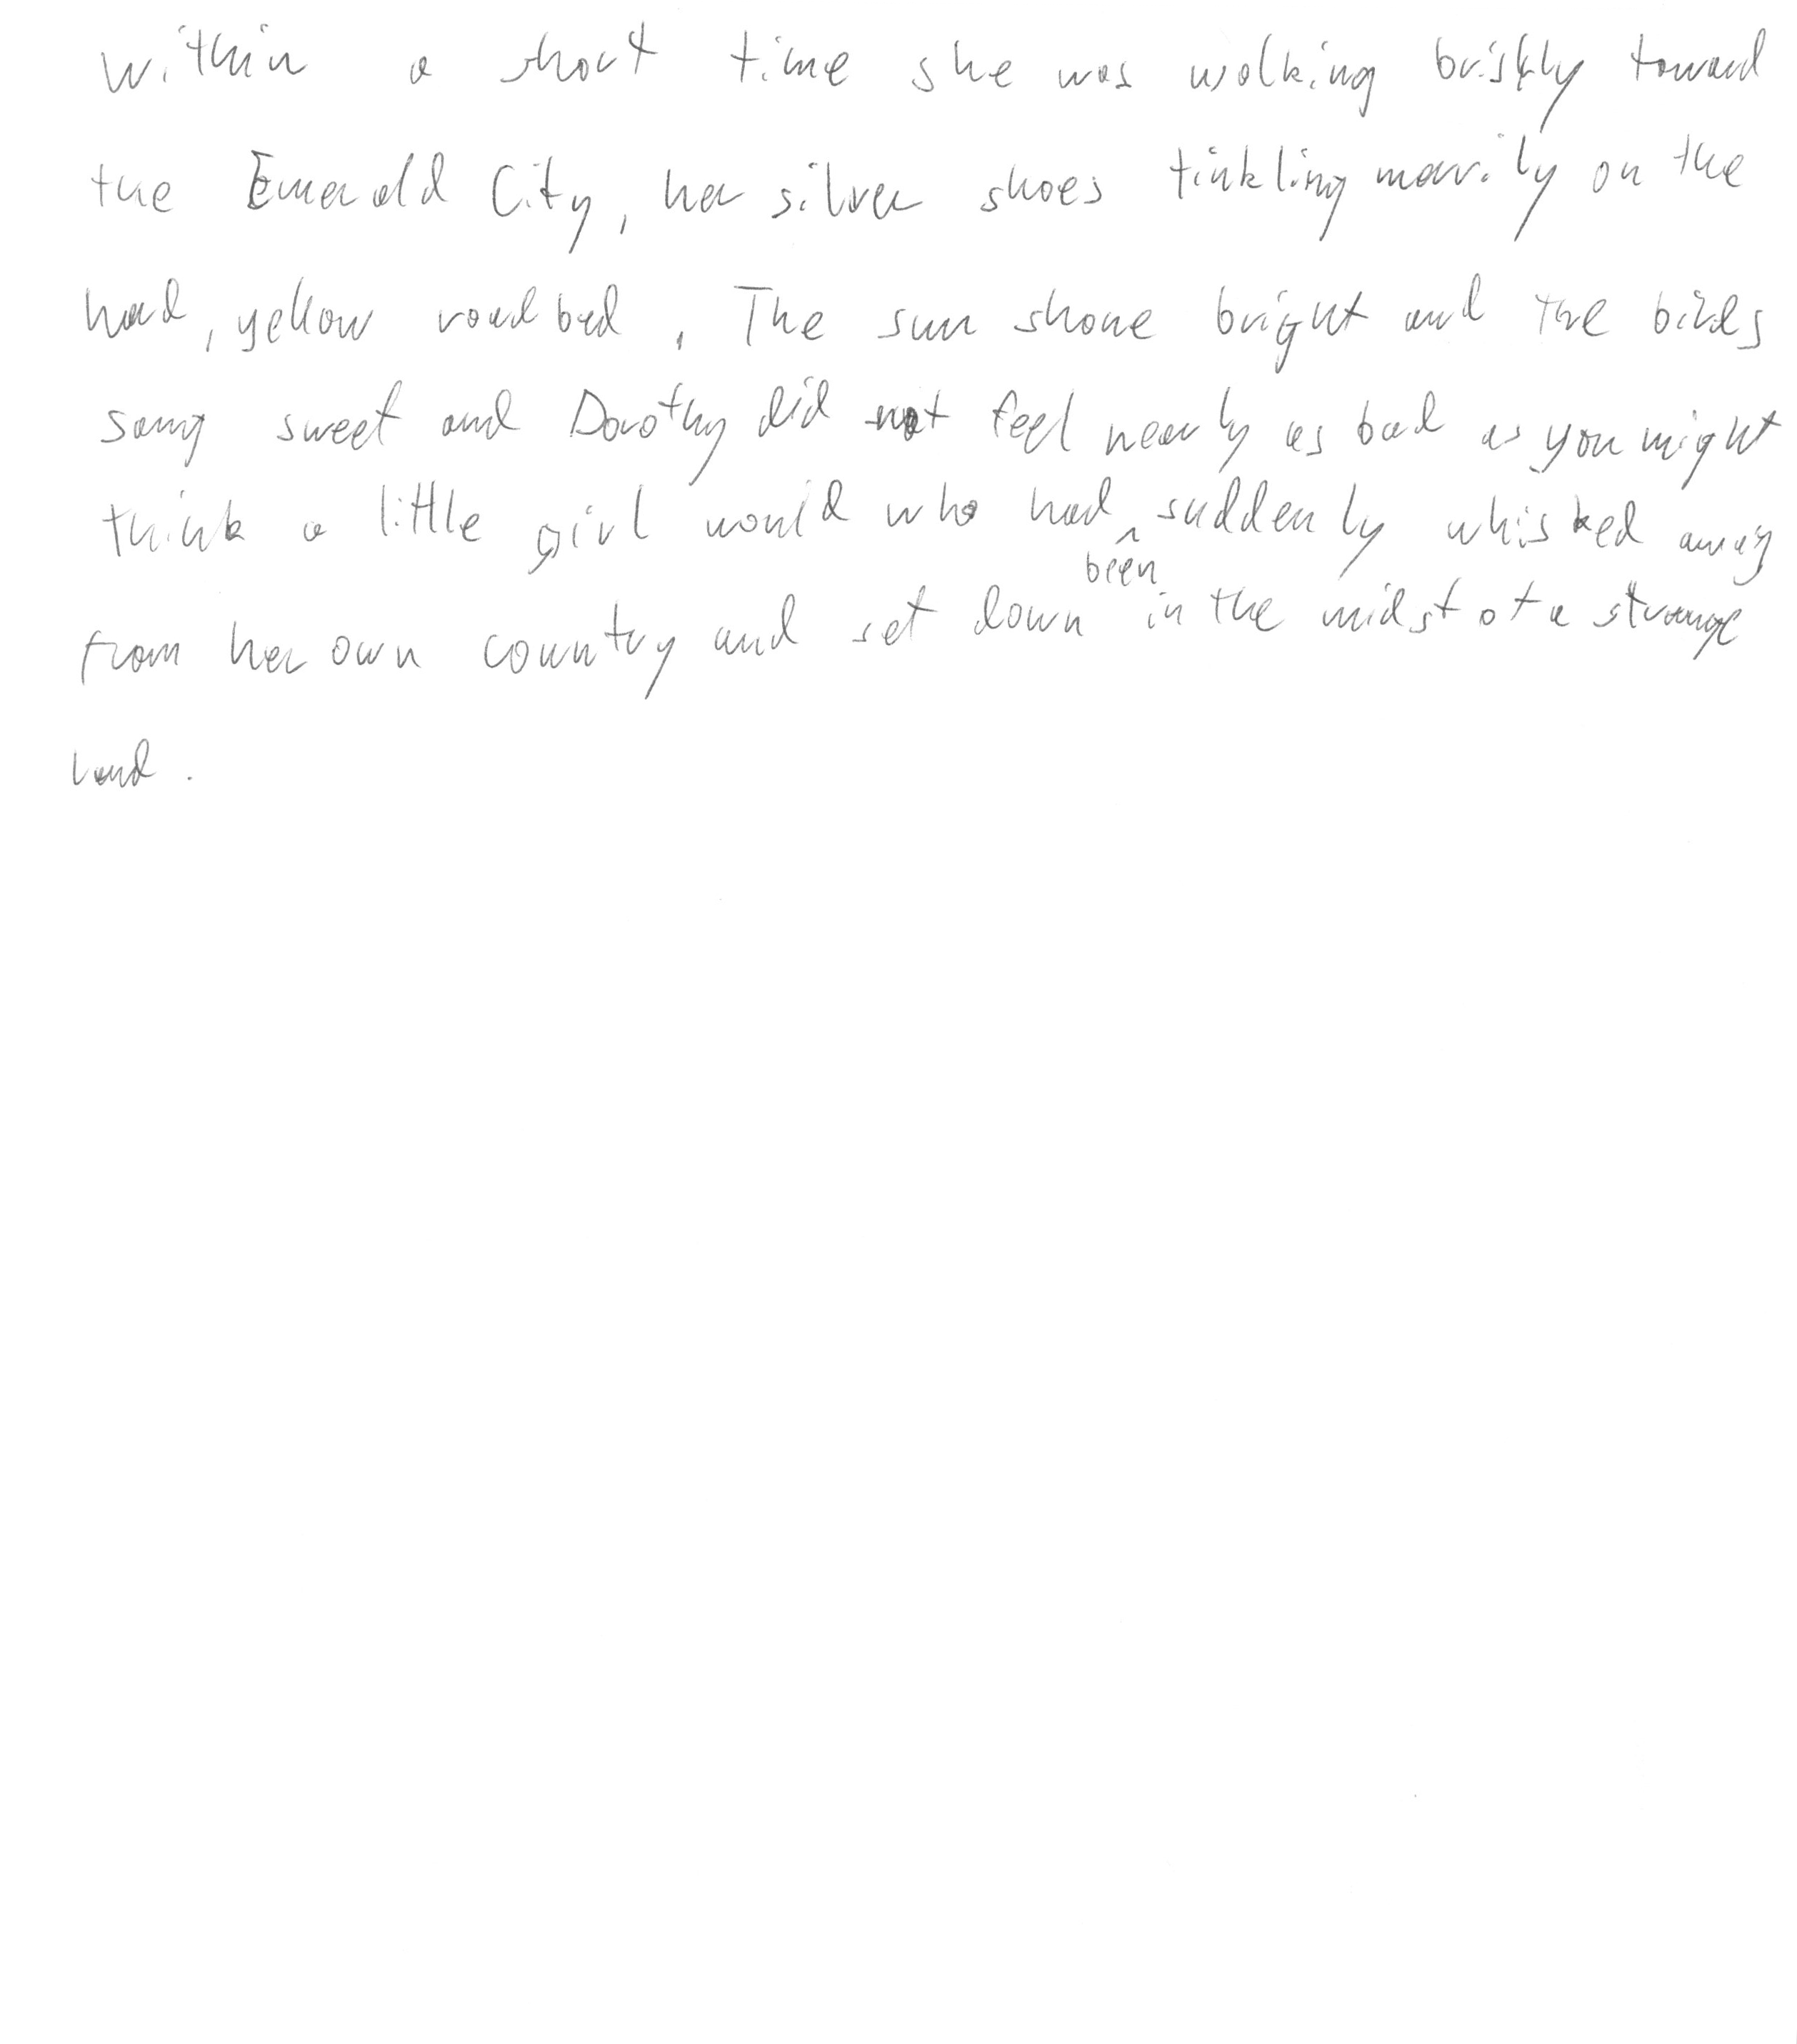 Within a short time she was walking briskly toward
the Emerald City, her silver shoes tinkling merrily on the
hard, yellow roadbed. The sun shone bright and the birds
sang sweet and Dorothy did not feel nearly as bad as you might
think a little girl would who had been suddenly whisked away
from her own country and set down in the midst of a strange
land.